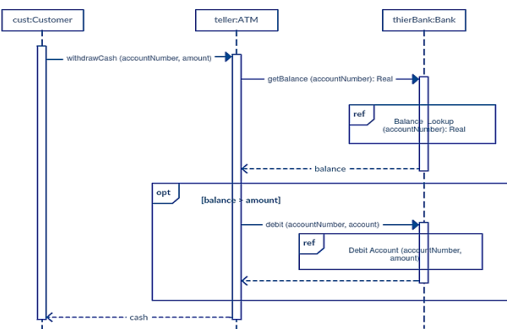 cust:Customer
teller:ATM
thierBank:Bank
withdrawCash (accountNumber, amount)
getBalance (accountNumber): Real
ref
Balance Lookup
(accountNumber): Real
balance
opt
[balance > amount]
debit (accountNumber, account)
ref
Debit Account (accountNumber,
amount)
cash